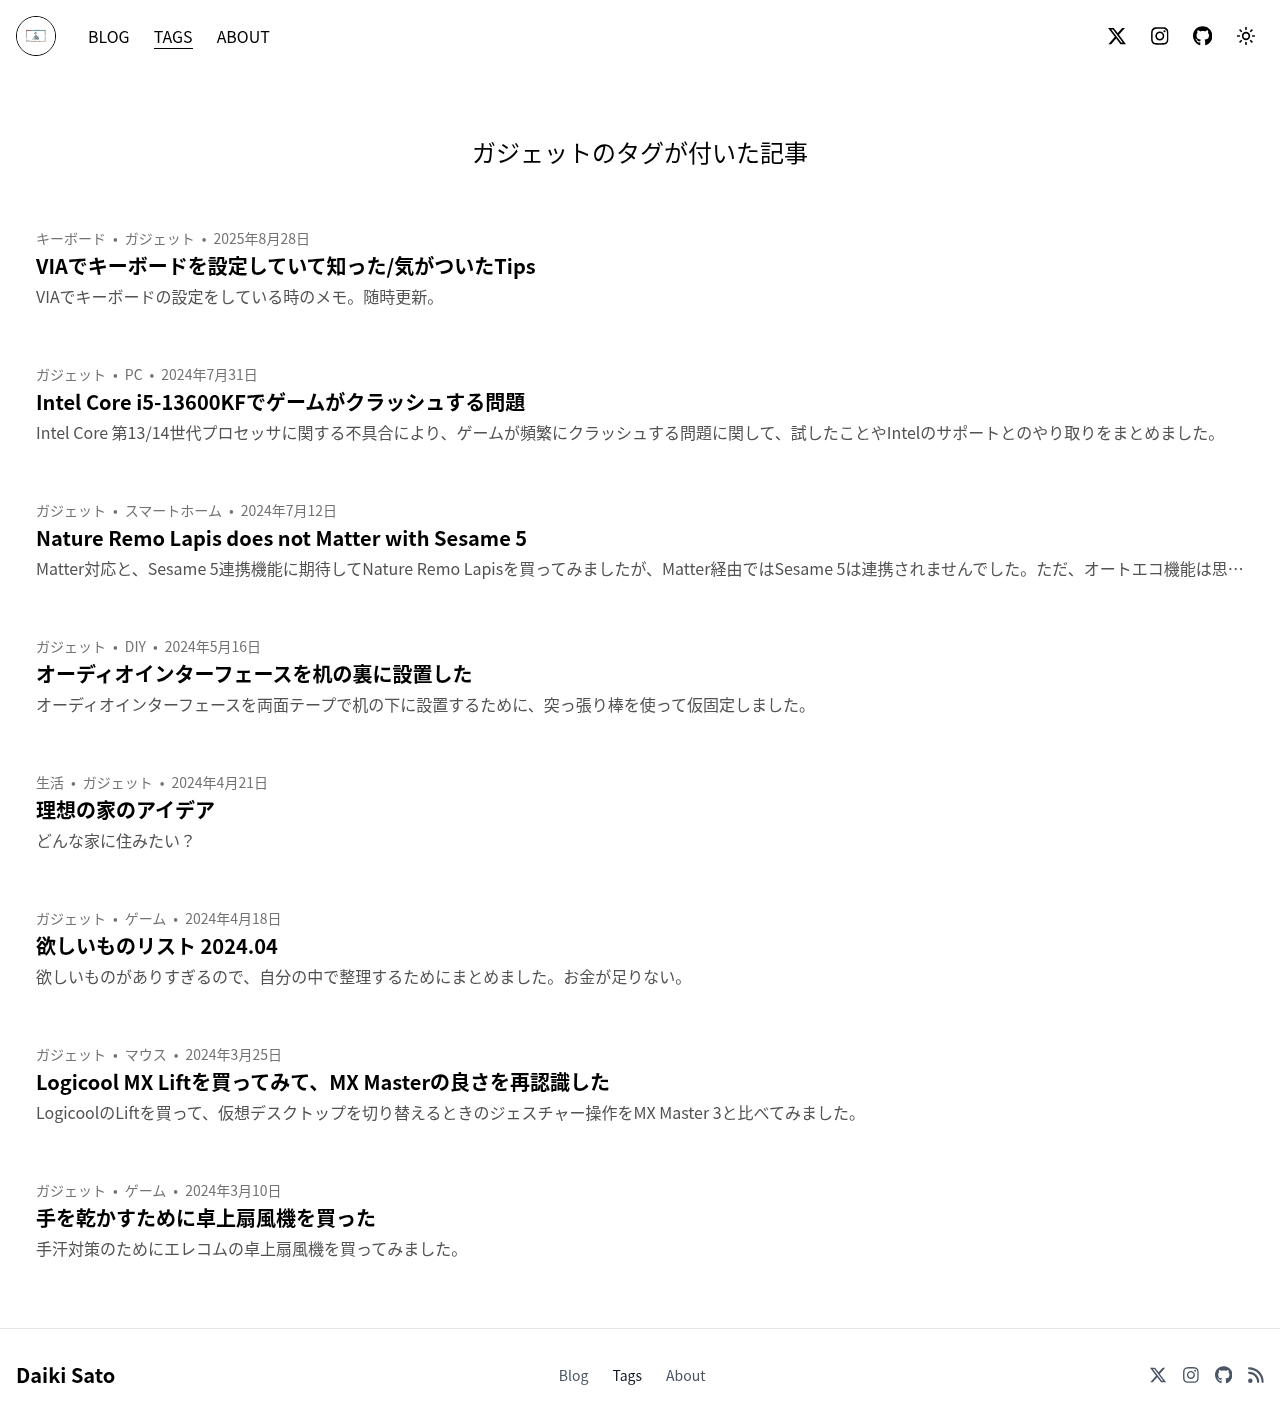 BLOG TAGS ABOUT
ガジェットのタグが付いた記事
キーボード • ガジェット • 2025年8月28日
VIAでキーボードを設定していて知った/気がついたTips
VIAでキーボードの設定をしている時のメモ。随時更新。
ガジェット • PC • 2024年7月31日
Intel Core i5-13600KFでゲームがクラッシュする問題
Intel Core 第13/14世代プロセッサに関する不具合により、ゲームが頻繁にクラッシュする問題に関して、試したことやIntelのサポートとのやり取りをまとめました。
ガジェット • スマートホーム • 2024年7月12日
Nature Remo Lapis does not Matter with Sesame 5
Matter対応と、Sesame 5連携機能に期待してNature Remo Lapisを買ってみましたが、Matter経由ではSesame 5は連携されませんでした。ただ、オートエコ機能は思…
ガジェット • DIY • 2024年5月16日
オーディオインターフェースを机の裏に設置した
オーディオインターフェースを両面テープで机の下に設置するために、突っ張り棒を使って仮固定しました。
生活 • ガジェット • 2024年4月21日
理想の家のアイデア
どんな家に住みたい？
ガジェット • ゲーム • 2024年4月18日
欲しいものリスト 2024.04
欲しいものがありすぎるので、自分の中で整理するためにまとめました。お金が足りない。
ガジェット • マウス • 2024年3月25日
Logicool MX Liftを買ってみて、MX Masterの良さを再認識した
LogicoolのLiftを買って、仮想デスクトップを切り替えるときのジェスチャー操作をMX Master 3と比べてみました。
ガジェット • ゲーム • 2024年3月10日
手を乾かすために卓上扇風機を買った
手汗対策のためにエレコムの卓上扇風機を買ってみました。
Daiki Sato
Blog Tags About